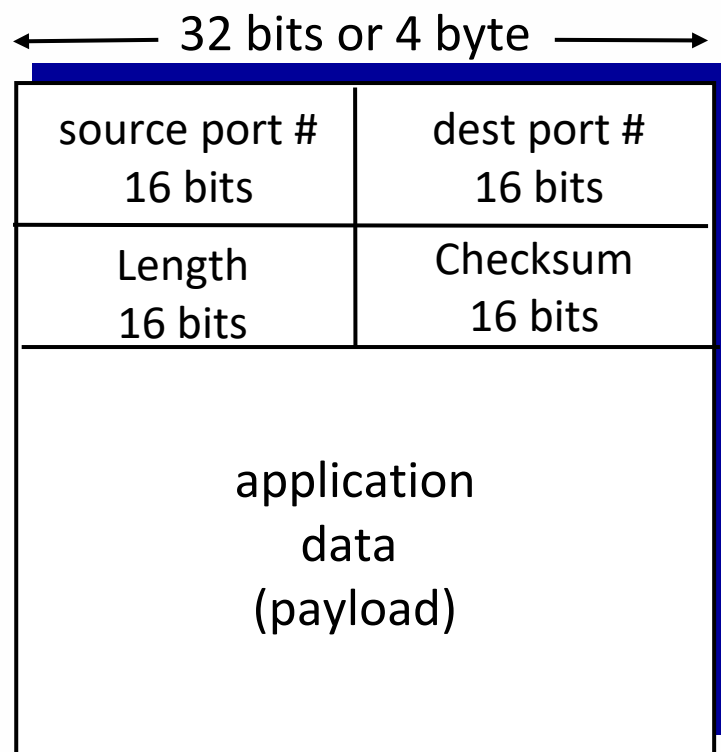 32 bits or 4 byte
source port #
16 bits
dest port #
16 bits
Length
16 bits
Checksum
16 bits
application
data
(payload)